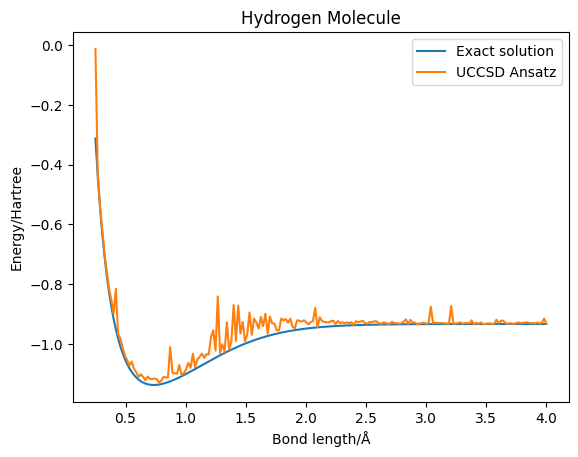 Hydrogen Molecule
Exact solution
UCCSD Ansatz
Energy/Hartree
0.0
−0.2
−0.4
−0.6
−0.8
−1.0
0.5 1.0 1.5 2.0 2.5 3.0 3.5 4.0
Bond length/Å